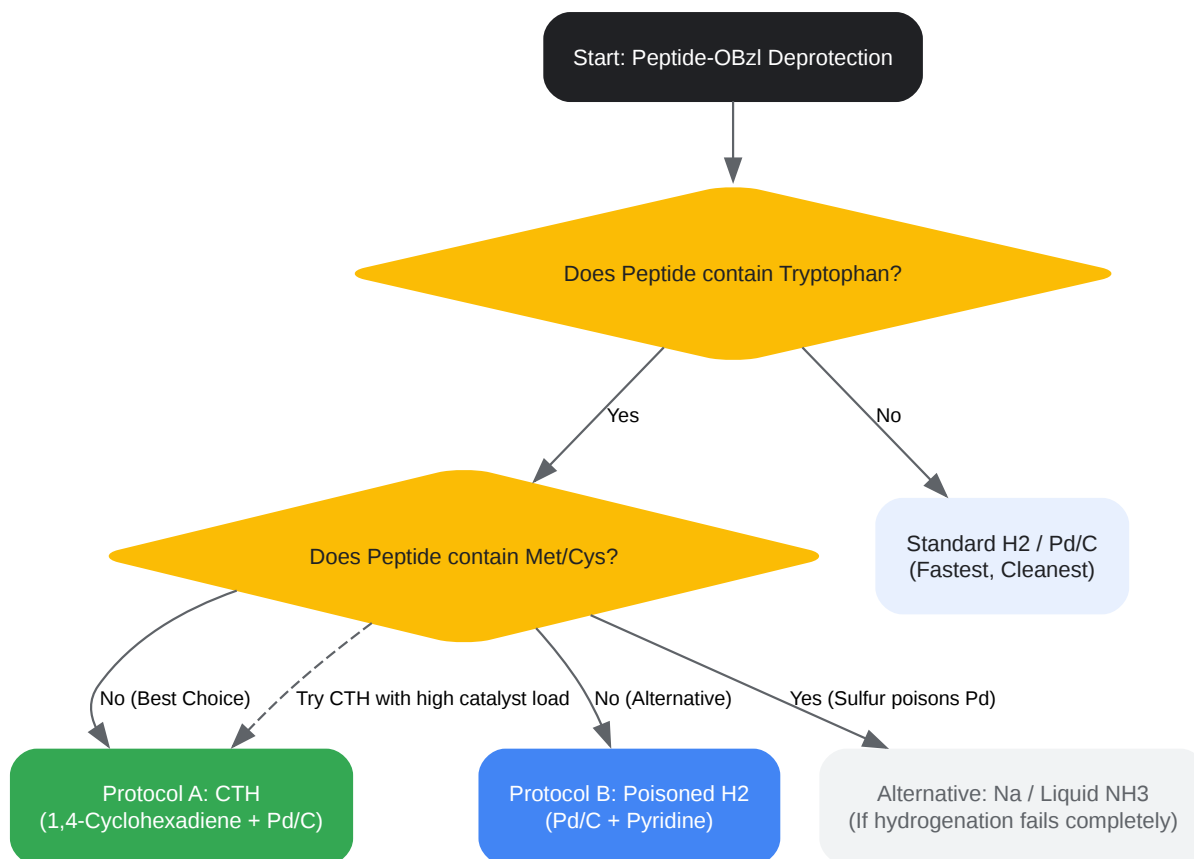 Start: Peptide-OBzl Deprotection
Does Peptide contain Tryptophan?
Yes
No
Does Peptide contain Met/Cys?
Standard H2 / Pd/C
(Fastest, Cleanest)
No (Best Choice)
Try CTH with high catalyst load
No (Alternative)
Yes (Sulfur poisons Pd)
Protocol A: CTH
(1,4-Cyclohexadiene + Pd/C)
Protocol B: Poisoned H2
(Pd/C + Pyridine)
Alternative: Na / Liquid NH3
(If hydrogenation fails completely)